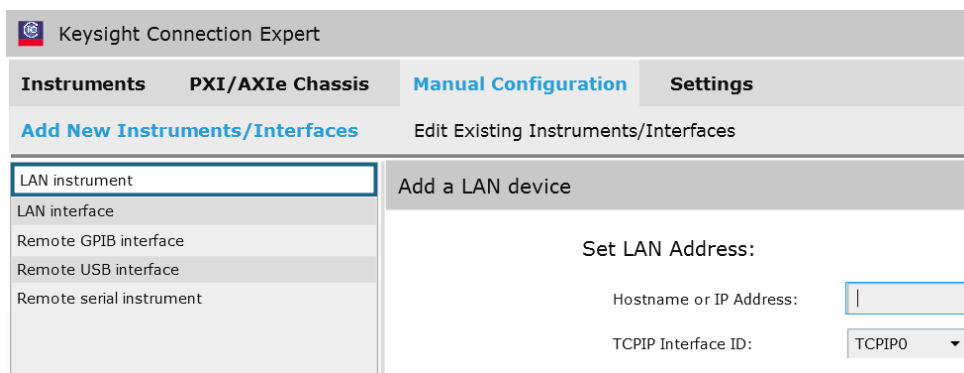 Keysight Connection Expert
Instruments PXI/AXIe Chassis Manual Configuration Settings
Add New Instruments/Interfaces Edit Existing Instruments/Interfaces
LAN instrument
LAN interface
Remote GPIB interface
Remote USB interface
Remote serial instrument
Add a LAN device
Set LAN Address:
Hostname or IP Address:
TCPIP Interface ID: TCPIP0